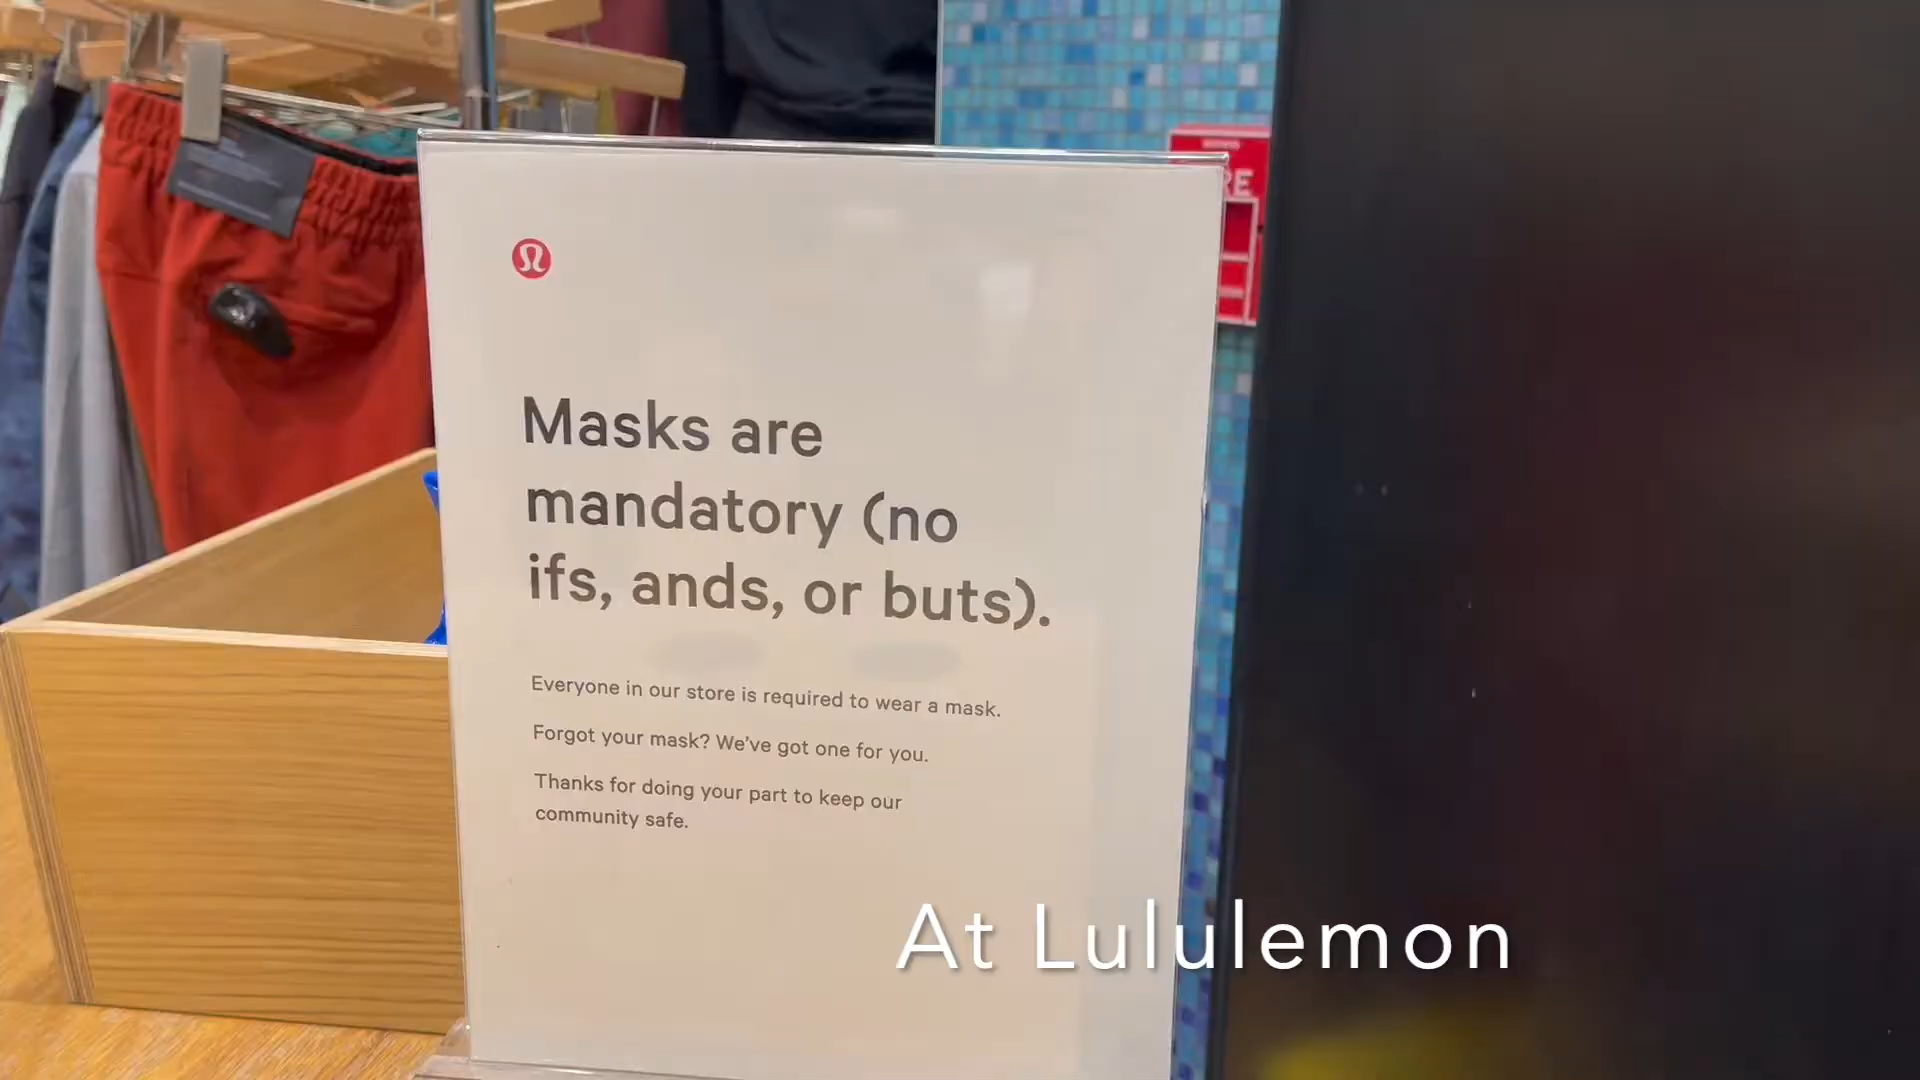 Masks are
mandatory (no
ifs, ands, or buts).
Everyone in our store is required to wear a mask.
Forgot your mask? We've got one for you.
Thanks for doing your part to keep our
community safe.
At Lululemon